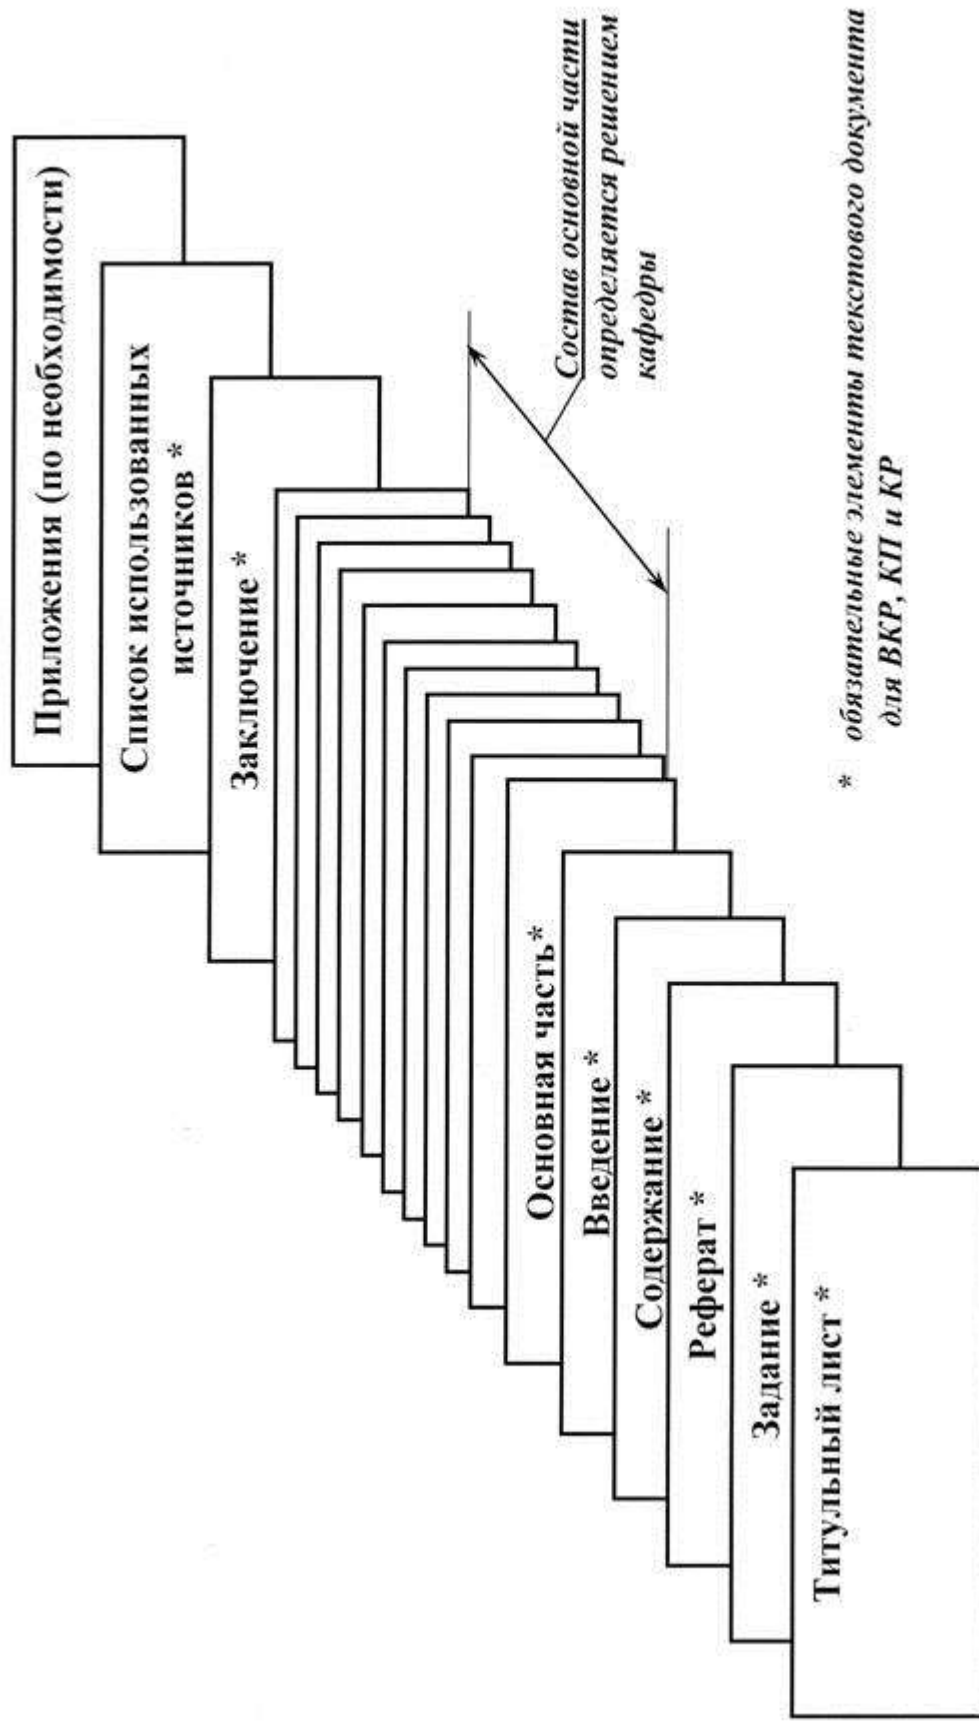 Приложения (по необходимости)
Список использованных
источников *
Заключение *
Основная часть*
Введение *
Содержание *
Реферат *
Задание *
Титульный лист *
Состав основной части
определяется решением
кафедры
* обязательные элементы текстового документа
для ВКР, КП и КР